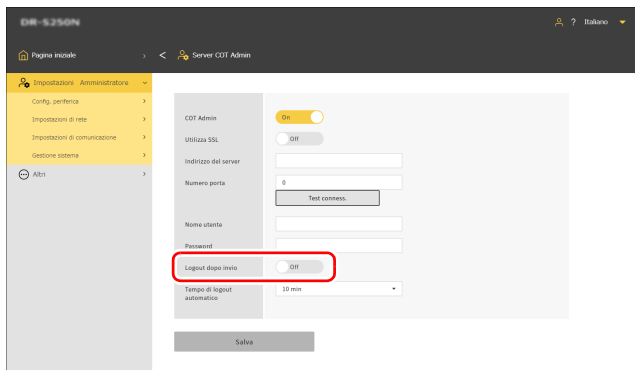 DR-S250N
? Italiano
Pagina iniziale
Server COT Admin
Impostazioni Amministratore
Config. periferica
Impostazioni di rete
Impostazioni di comunicazione
Gestione sistema
Altri
COT Admin On
Utilizza SSL Off
Indirizzo del server
Numero porta 0
Test conness.
Nome utente
Password
Logout dopo invio Off
Tempo di logout 10 min
automatico
Salva